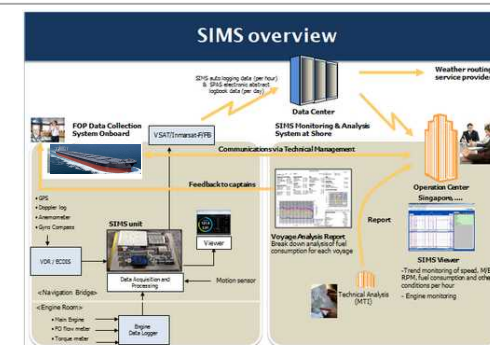 SIMS overview
SIMS auto logging data (per hour)
& SPAS electronic abstract
logbook data (per day)
Weather routing
service provider
Data Center
FOP Data Collection
System Onboard
VSAT/Inmarsat-F/FB
SIMS Monitoring & Analysis
System at Shore
Communications via Technical Management
Feedback to captains
Operation Center
Singapore, ....
• GPS
• Doppler log
• Anemometer
• Gyro Compass
SIMS unit
Viewer
Report
Voyage Analysis Report
Break down analysis of fuel
consumption for each voyage
SIMS Viewer
-Trend monitoring of speed, M/E
RPM, fuel consumption and other
conditions per hour
- Engine monitoring
VDR / ECDIS
Data Acquisition and
Processing
Motion sensor
Technical Analysis
(MTI)
<Navigation Bridge>
<Engine Room>
• Main Engine
• FO flow meter
• Torque meter
Engine
Data Logger